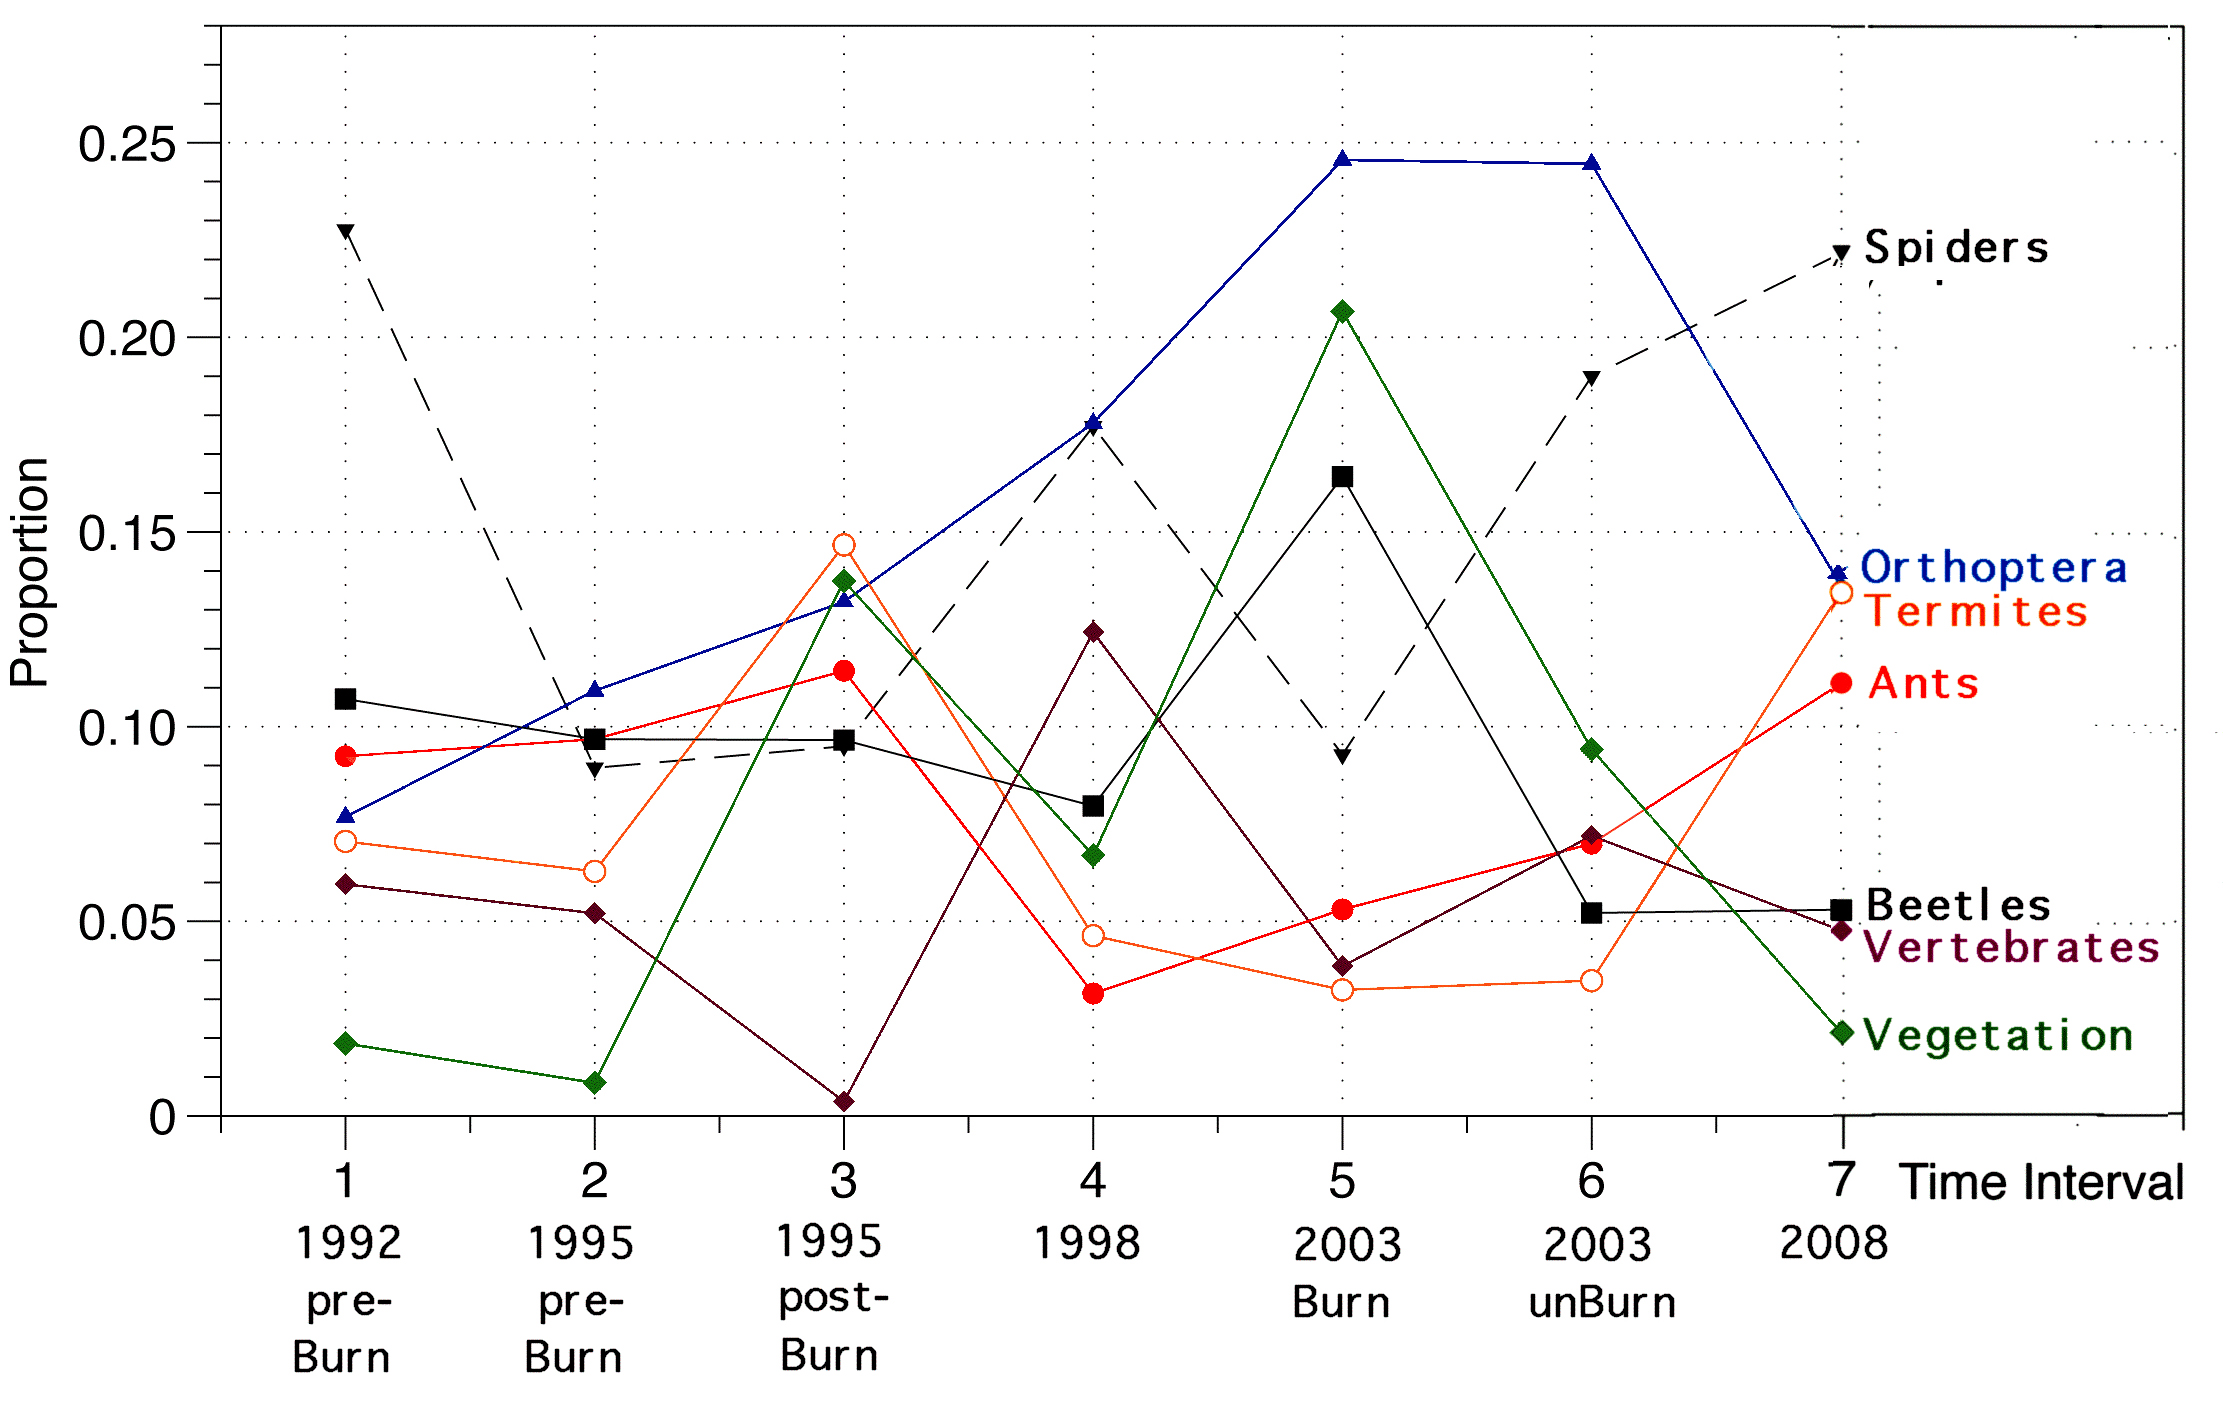 0.25
0.20
0.15
0.10
0.05
0
Proportion
Spiders
Orthoptera
Termites
Ants
Beetles
Vertebrates
Vegetation
1 2 3 4 5 6 7 Time Interval
1992 1995 1995 1998 2003 2003 2008
pre- pre- post- Burn unBurn
Burn Burn Burn